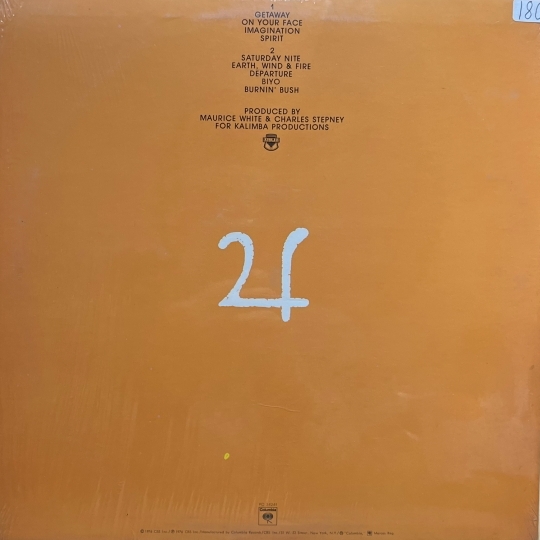 180
1
GETAWAY
ON YOUR FACE
IMAGINATION
SPIRIT
2
SATURDAY NITE
EARTH, WIND & FIRE
DEPARTURE
BIYO
BURNIN' BUSH
PRODUCED BY
MAURICE WHITE & CHARLES STEPNEY
FOR KALIMBA PRODUCTIONS
Columbia